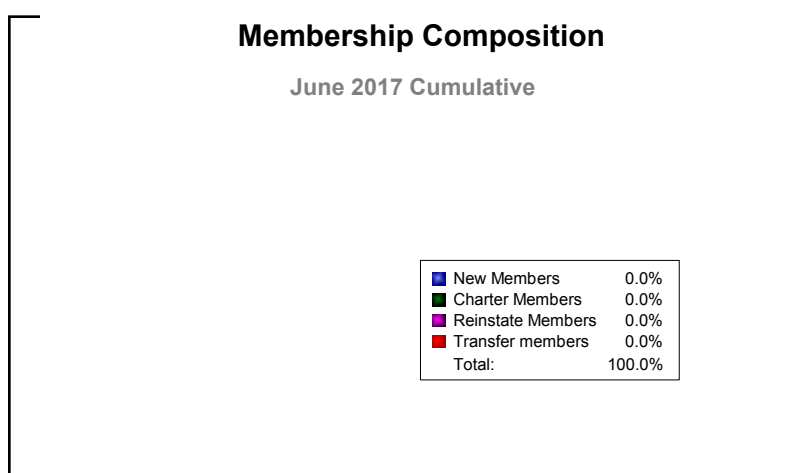 Membership Composition
June 2017 Cumulative
New Members 0.0%
Charter Members 0.0%
Reinstate Members 0.0%
Transfer members 0.0%
Total: 100.0%